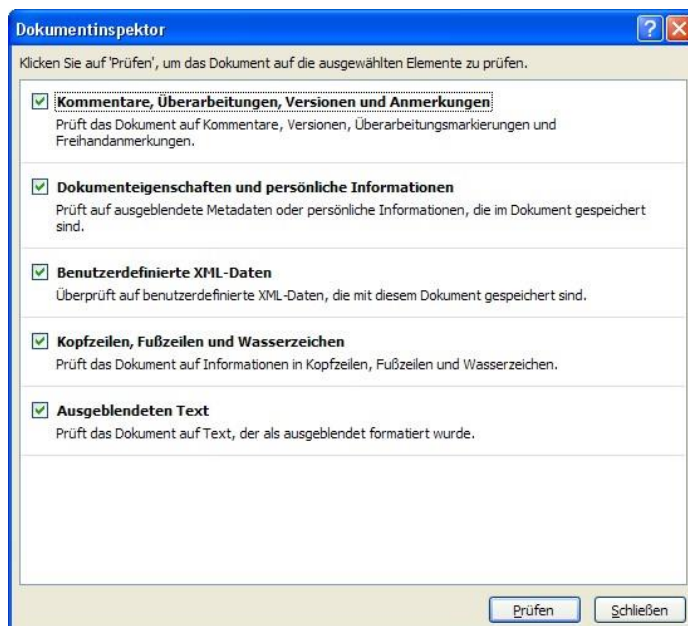 Dokumentinspektor
Klicken Sie auf 'Prüfen', um das Dokument auf die ausgewählten Elemente zu prüfen.
Kommentare, Überarbeitungen, Versionen und Anmerkungen
Prüft das Dokument auf Kommentare, Versionen, Überarbeitungsmarkierungen und
Freihandanmerkungen.
Dokumenteigenschaften und persönliche Informationen
Prüft auf ausgeblendete Metadaten oder persönliche Informationen, die im Dokument gespeichert
sind.
Benutzerdefinierte XML-Daten
Überprüft auf benutzerdefinierte XML-Daten, die mit diesem Dokument gespeichert sind.
Kopfzeilen, Fußzeilen und Wasserzeichen
Prüft das Dokument auf Informationen in Kopfzeilen, Fußzeilen und Wasserzeichen.
Ausgeblendeten Text
Prüft das Dokument auf Text, der als ausgeblendet formatiert wurde.
Prüfen Schließen